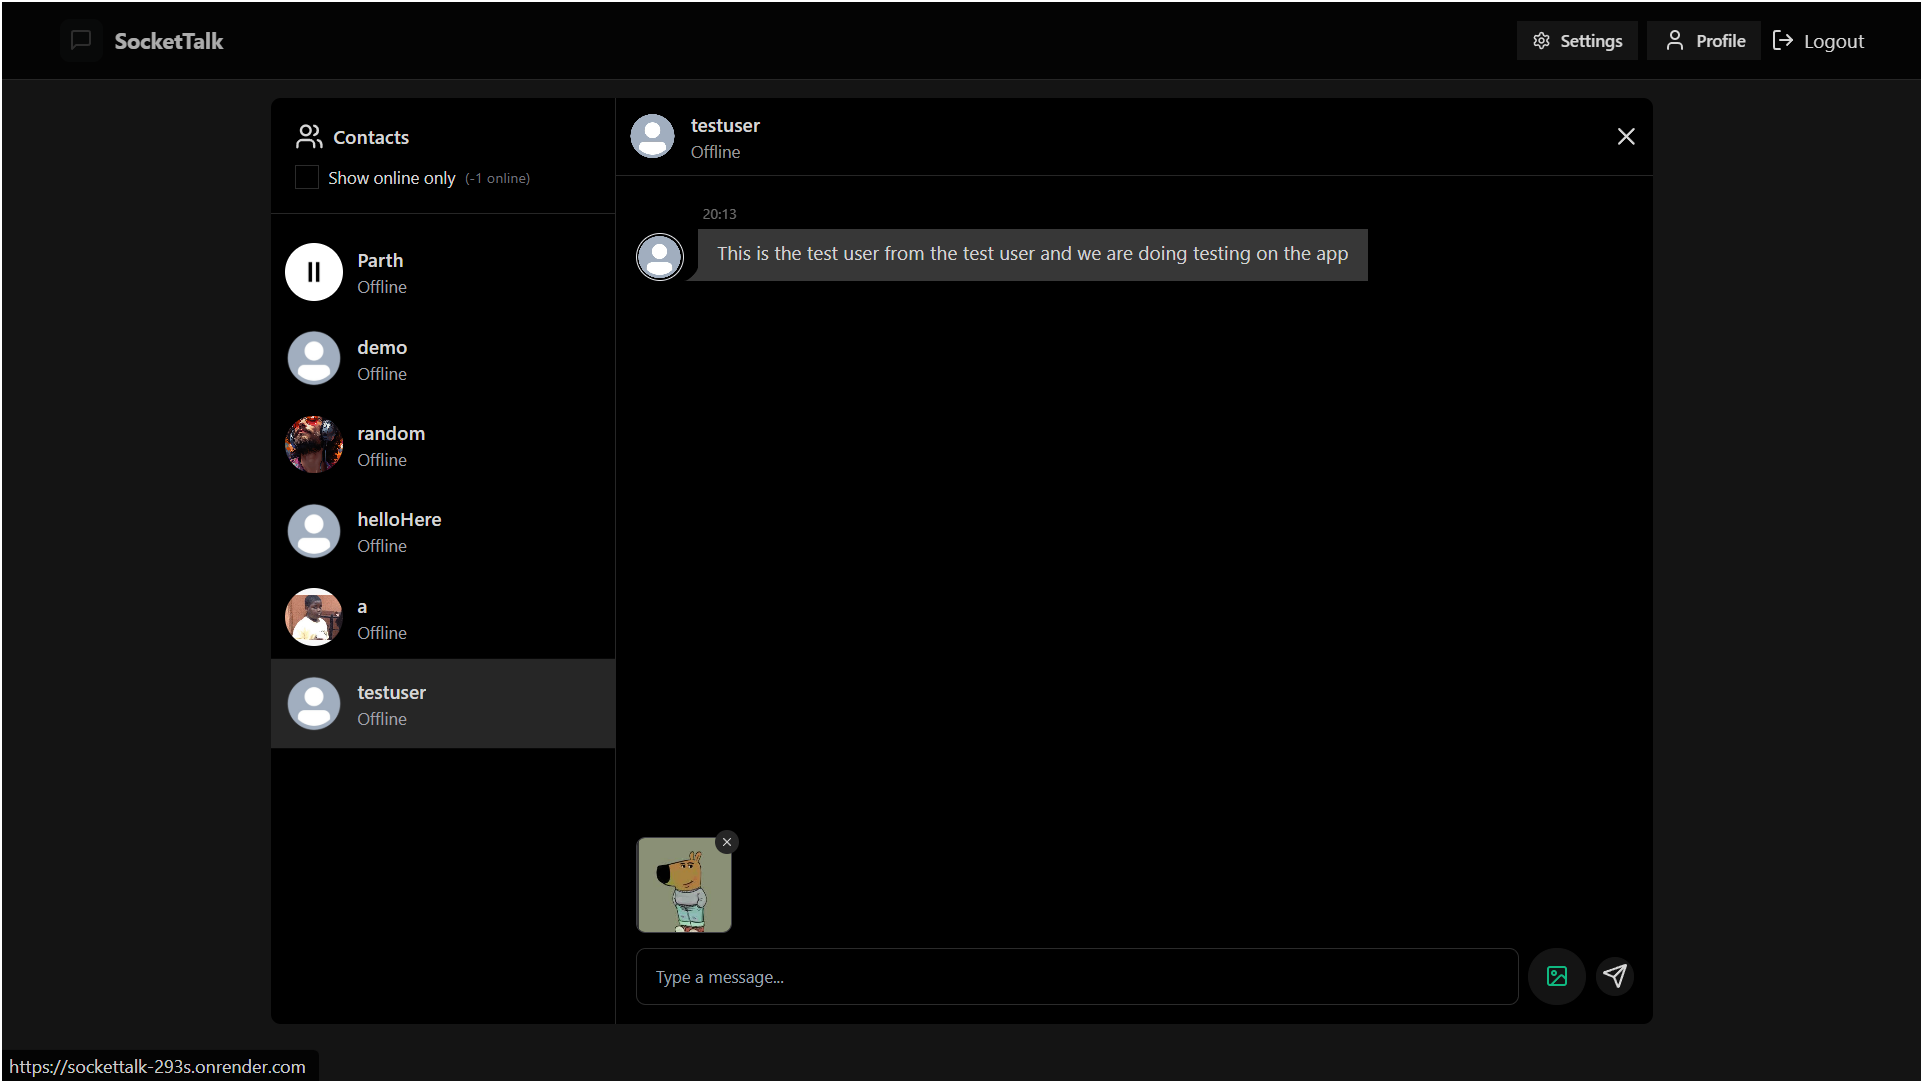 SocketTalk
Settings
Profile
Logout
Contacts
Show online only (-1 online)
Parth
Offline
demo
Offline
random
Offline
helloHere
Offline
a
Offline
testuser
Offline
testuser
Offline
20:13
This is the test user from the test user and we are doing testing on the app
Type a message...
https://sockettalk-293s.onrender.com